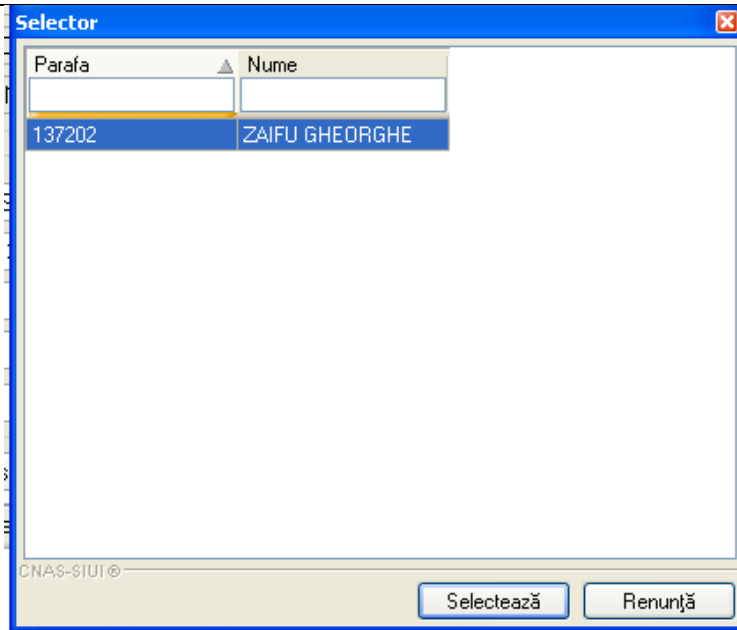 Selector
Parafa Nume
137202 ZAIFU GHEORGHE
CNAS-SIUI®
Selectează Renunţă